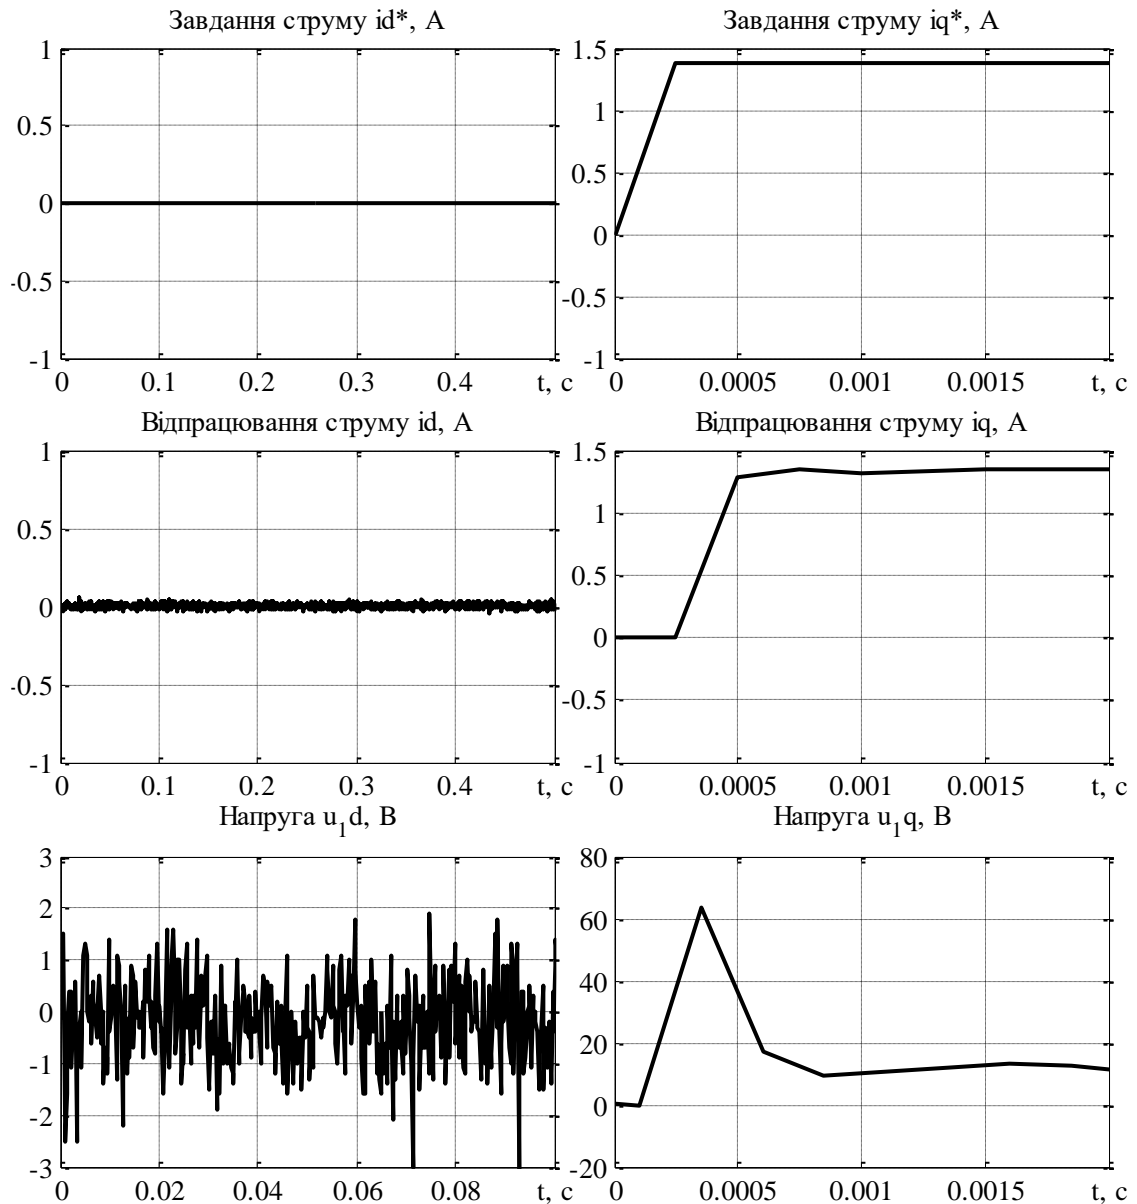 Завдання струму id*, А
Завдання струму iq*, А
1
0.5
0
-0.5
-1
0 0.1 0.2 0.3 0.4 t, с
1.5
1
0.5
0
-0.5
-1
0 0.0005 0.001 0.0015 t, с
Відпрацювання струму id, А
Відпрацювання струму iq, А
1
0.5
0
-0.5
-1
0 0.1 0.2 0.3 0.4 t, с
1.5
1
0.5
0
-0.5
-1
0 0.0005 0.001 0.0015 t, с
Напруга u1d, В
Напруга u1q, В
3
2
1
0
-1
-2
-3
0 0.02 0.04 0.06 0.08 t, с
80
60
40
20
0
-20
0 0.0005 0.001 0.0015 t, с